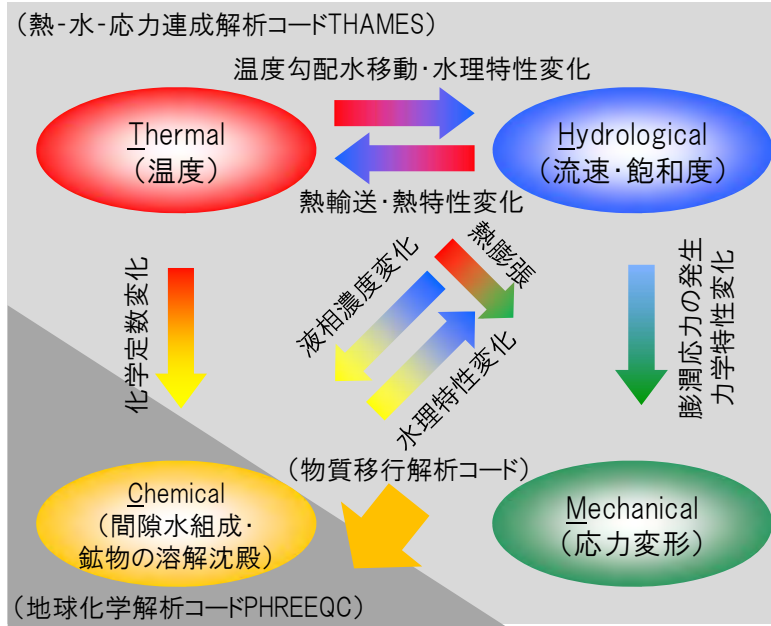 (熱-水-応力連成解析コードTHAMES)
温度勾配水移動・水理特性変化
Thermal
(温度)
Hydrological
(流速・飽和度)
熱輸送・熱特性変化
熱膨張
液相濃度変化
水理特性変化
化学定数変化
膨潤応力の発生
力学特性変化
(物質移行解析コード)
Chemical
(間隙水組成・
鉱物の溶解沈殿)
Mechanical
(応力変形)
(地球化学解析コードPHREEQC)